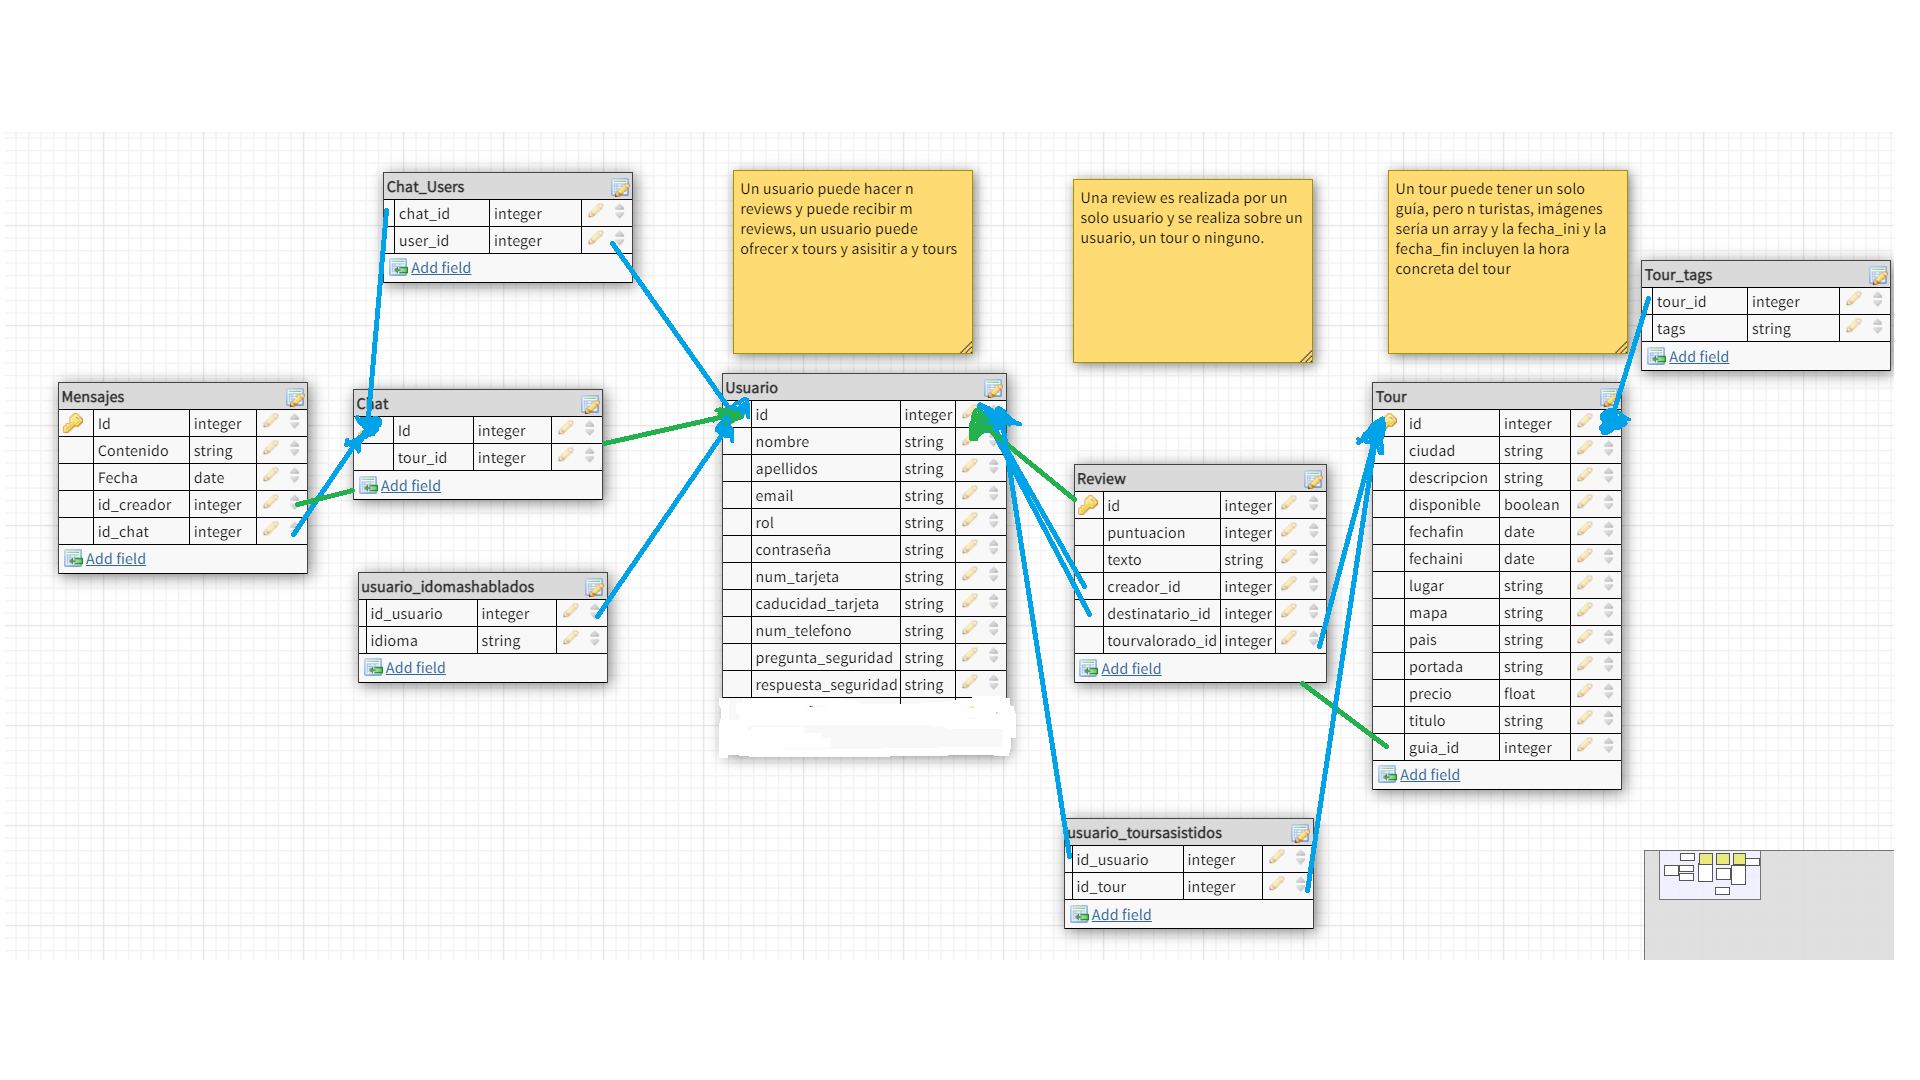 Chat_Users
chat_id integer
user_id integer
Add field
Un usuario puede hacer n
reviews y puede recibir m
reviews, un usuario puede
ofrecer x tours y asisitir a y tours
Una review es realizada por un
solo usuario y se realiza sobre un
usuario, un tour o ninguno.
Un tour puede tener un solo
guía, pero n turistas, imágenes
sería un array y la fecha_ini y la
fecha_fin incluyen la hora
concreta del tour
Tour_tags
tour_id integer
tags string
Add field
Mensajes
Id integer
Contenido string
Fecha date
id_creador integer
id_chat integer
Add field
Chat
Id integer
tour_id integer
Add field
usuario_idomashablados
id_usuario integer
idioma string
Add field
Usuario
id integer
nombre string
apellidos string
email string
rol string
contraseña string
num_tarjeta string
caducidad_tarjeta string
num_telefono string
pregunta_seguridad string
respuesta_seguridad string
Review
id integer
puntuacion integer
texto string
creador_id integer
destinatario_id integer
tourvalorado_id integer
Add field
Tour
id integer
ciudad string
descripcion string
disponible boolean
fechafin date
fechaini date
lugar string
mapa string
pais string
portada string
precio float
titulo string
guia_id integer
Add field
usuario_toursasistidos
id_usuario integer
id_tour integer
Add field